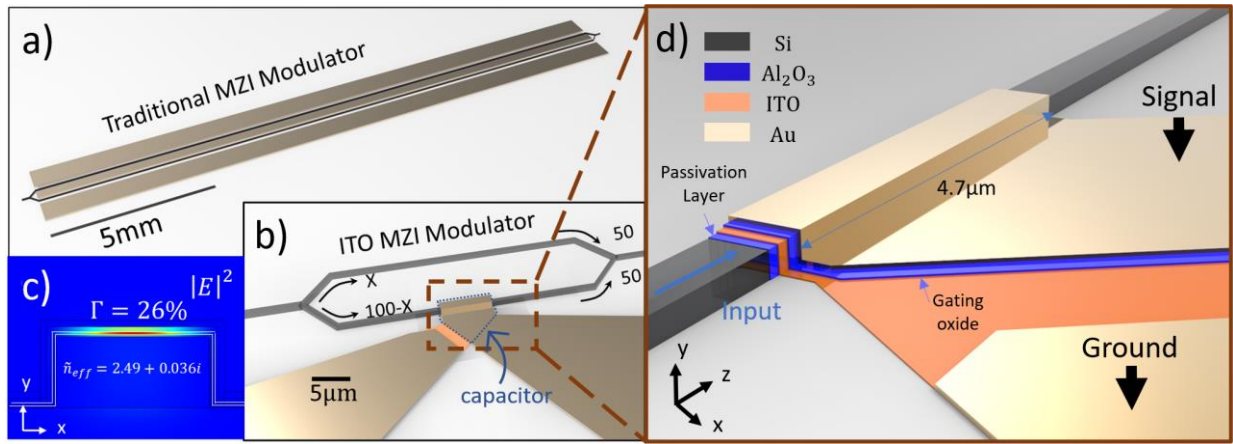 a)
Traditional MZI Modulator
5mm
b)
ITO MZI Modulator
50
50
X
100-X
5μm
capacitor
c)
|E|²
Γ = 26%
ñ_eff = 2.49 + 0.036i
y
x
d)
Si
Al₂O₃
ITO
Au
Signal
Passivation
Layer
4.7μm
Input
Gating
oxide
Ground
y
z
x